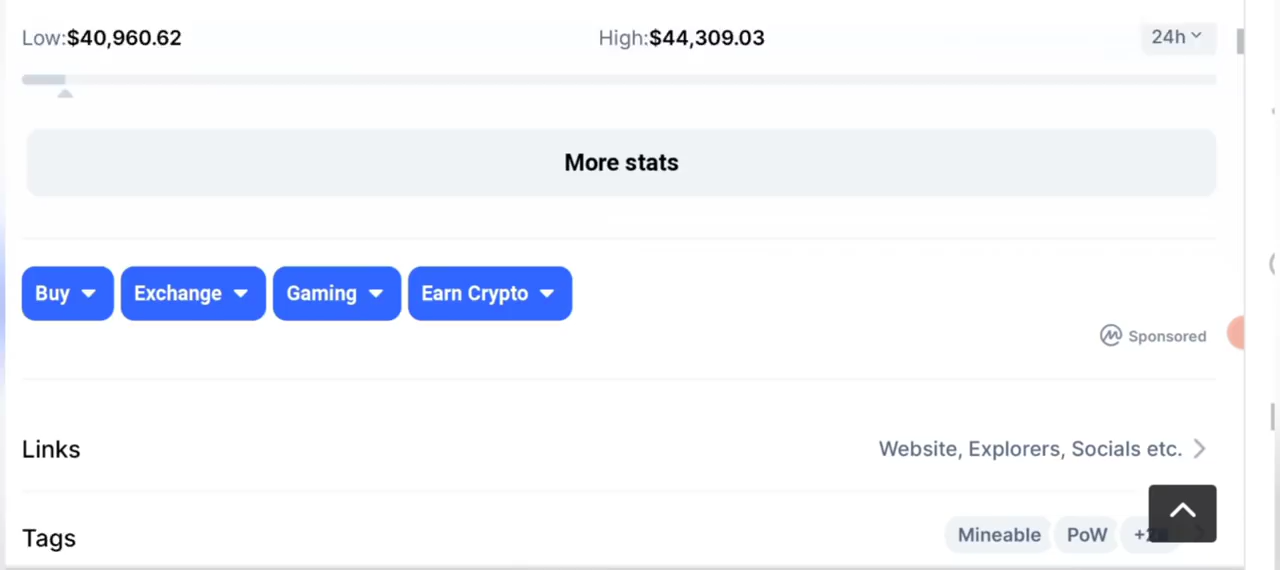 Low:$40,960.62 High:$44,309.03 24h
More stats
Buy Exchange Gaming Earn Crypto
Sponsored
Links Website, Explorers, Socials etc.
Tags Mineable PoW